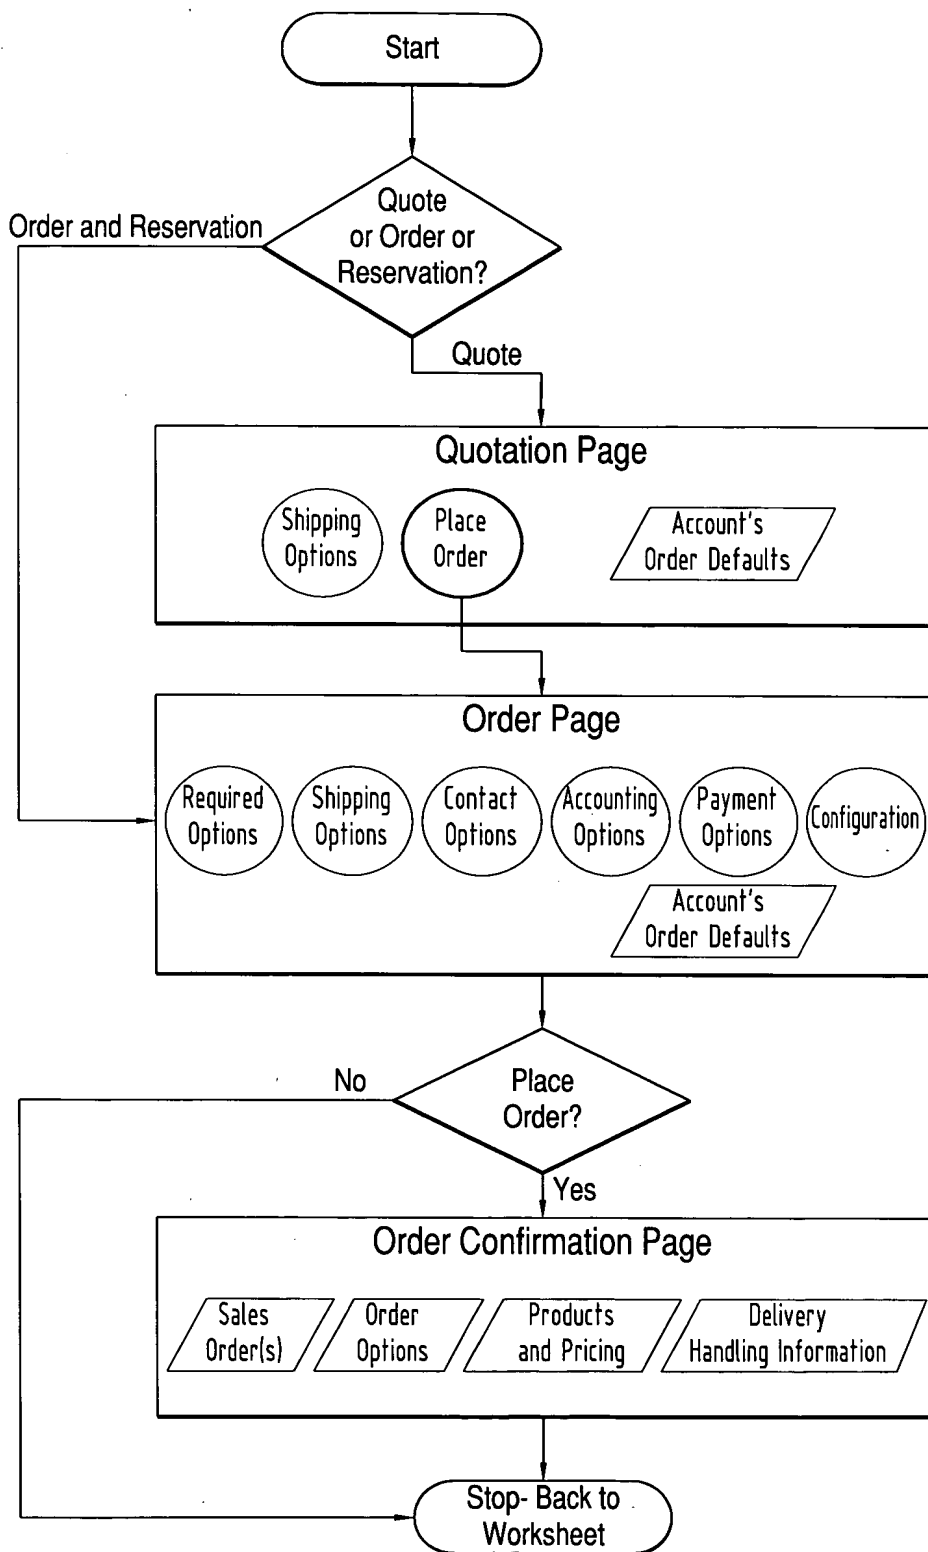 Start
Quote
or Order or
Reservation?
Order and Reservation
Quote
Quotation Page
Shipping
Options
Place
Order
Account's
Order Defaults
Order Page
Required
Options
Shipping
Options
Contact
Options
Accounting
Options
Payment
Options
Configuration
Account's
Order Defaults
No
Place
Order?
Yes
Order Confirmation Page
Sales
Order(s)
Order
Options
Products
and Pricing
Delivery
Handling Information
Stop- Back to
Worksheet